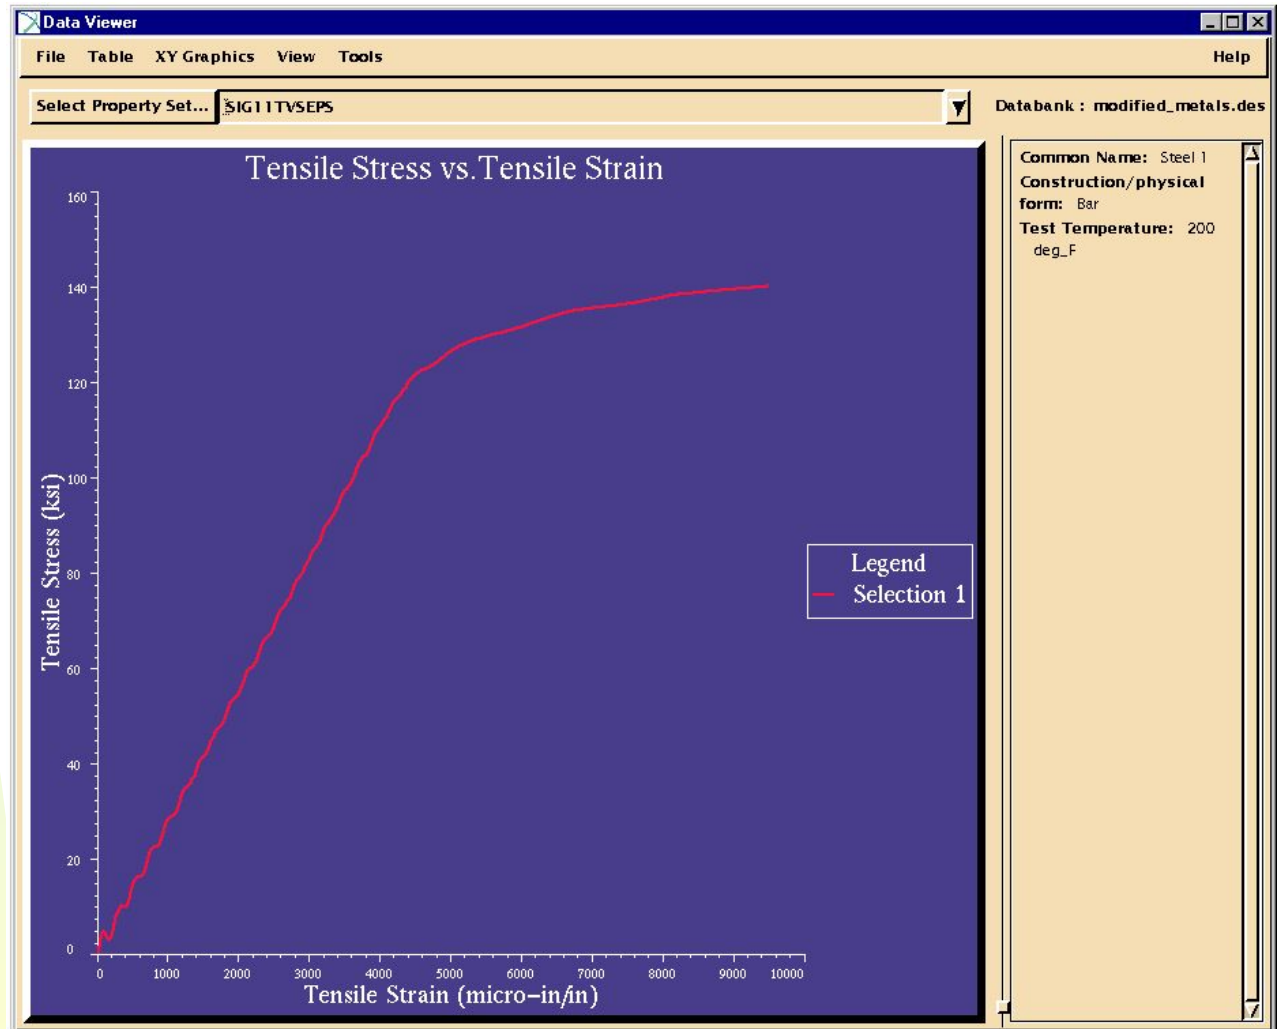 Data Viewer
File Table XY Graphics View Tools Help
Select Property Set... SIG11TVSEPS Databank : modified_metals.des
Tensile Stress vs.Tensile Strain
160
140
120
100
80
60
40
20
0
Tensile Stress (ksi)
0 1000 2000 3000 4000 5000 6000 7000 8000 9000 10000
Tensile Strain (micro-in/in)
Legend
Selection 1
Common Name: Steel 1
Construction/physical
form: Bar
Test Temperature: 200
deg_F